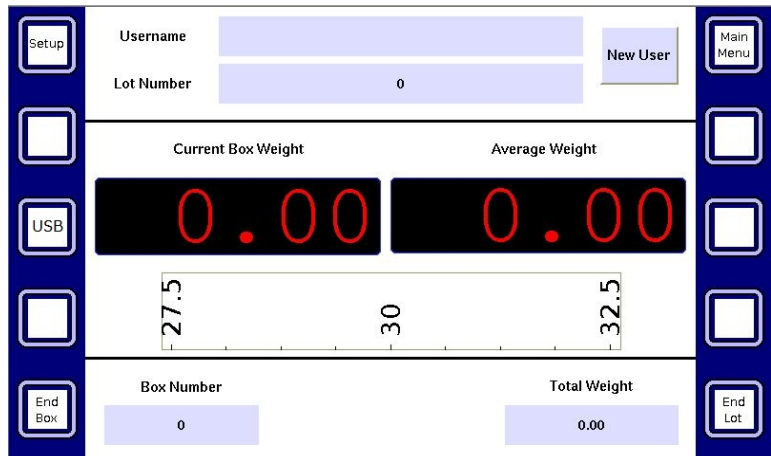 Setup
Username
New User
Main
Menu
Lot Number
0
Current Box Weight
Average Weight
0.00
0.00
USB
27.5
30
32.5
Box Number
Total Weight
End
Box
0
0.00
End
Lot